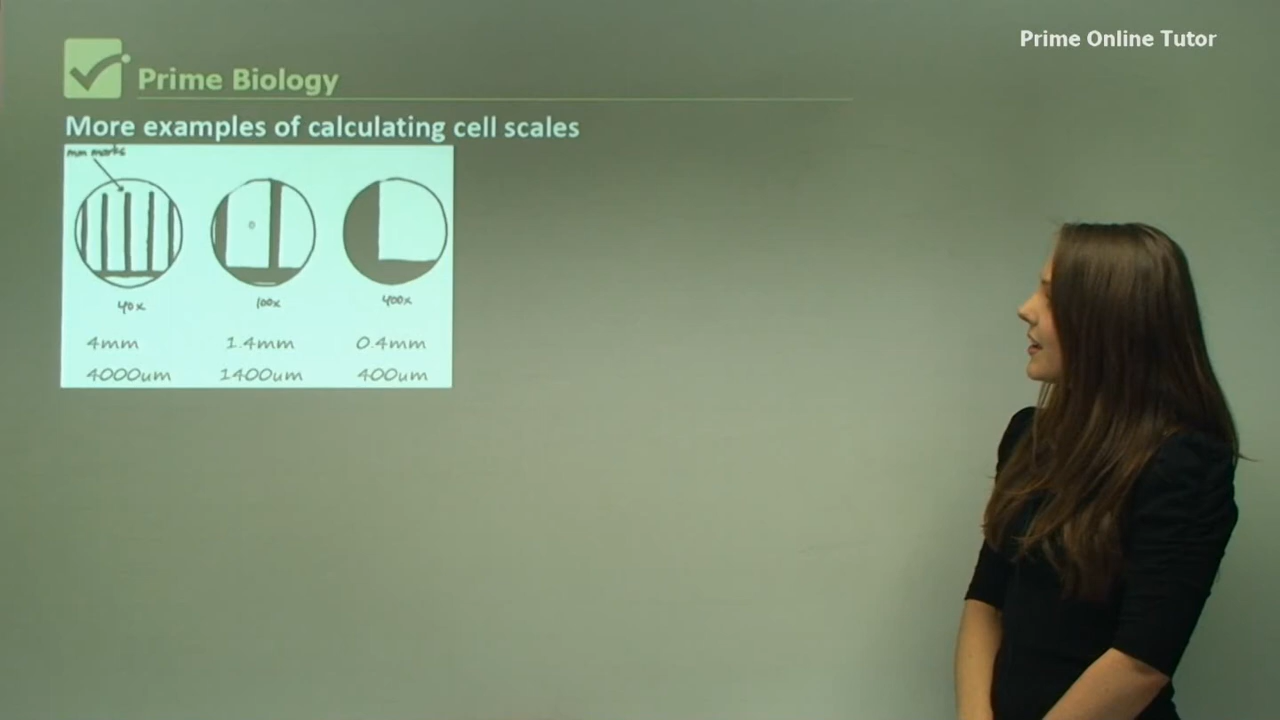 Prime Online Tutor
Prime Biology
More examples of calculating cell scales
mm marks
40x 100x 400x
4mm 1.4mm 0.4mm
4000um 1400um 400um